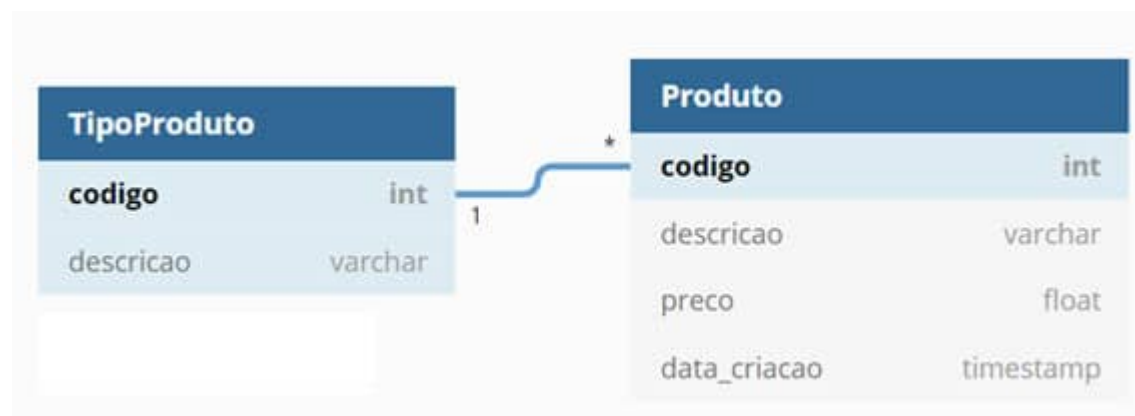 TipoProduto
codigo int
descricao varchar
1
*
Produto
codigo int
descricao varchar
preco float
data_criacao timestamp